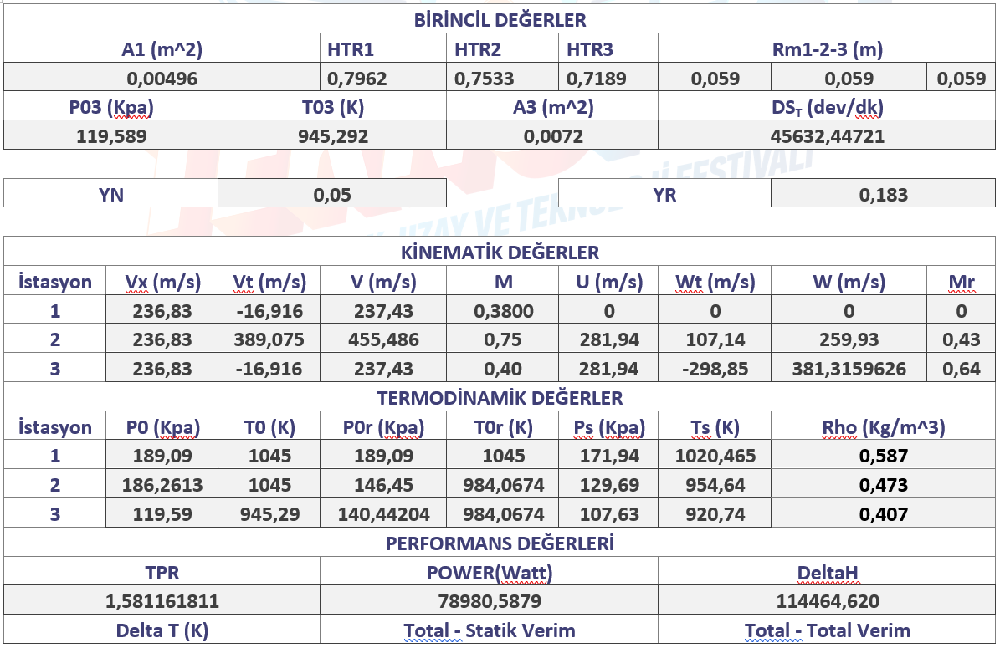 BİRİNCİL DEĞERLER
A1 (m^2) HTR1 HTR2 HTR3 Rm1-2-3 (m)
0,00496 0,7962 0,7533 0,7189 0,059 0,059 0,059
P03 (Kpa) T03 (K) A3 (m^2) DS_T (dev/dk)
119,589 945,292 0,0072 45632,44721
YN 0,05 YR 0,183
KİNEMATİK DEĞERLER
İstasyon Vx (m/s) Vt (m/s) V (m/s) M U (m/s) Wt (m/s) W (m/s) Mr
1 236,83 -16,916 237,43 0,3800 0 0 0 0
2 236,83 389,075 455,486 0,75 281,94 107,14 259,93 0,43
3 236,83 -16,916 237,43 0,40 281,94 -298,85 381,3159626 0,64
TERMODİNAMİK DEĞERLER
İstasyon P0 (Kpa) T0 (K) P0r (Kpa) T0r (K) Ps (Kpa) Ts (K) Rho (Kg/m^3)
1 189,09 1045 189,09 1045 171,94 1020,465 0,587
2 186,2613 1045 146,45 984,0674 129,69 954,64 0,473
3 119,59 945,29 140,44204 984,0674 107,63 920,74 0,407
PERFORMANS DEĞERLERİ
TPR POWER(Watt) DeltaH
1,581161811 78980,5879 114464,620
Delta T (K) Total - Statik Verim Total - Total Verim